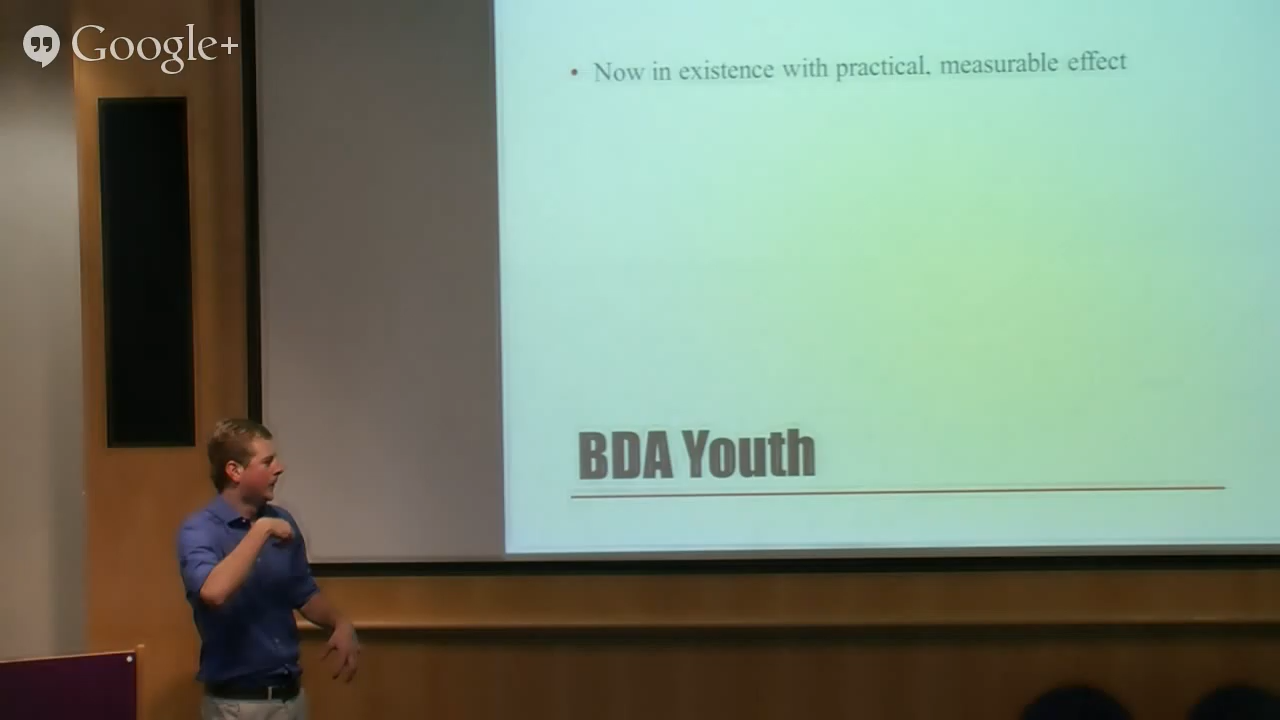 Google+
• Now in existence with practical, measurable effect
BDA Youth